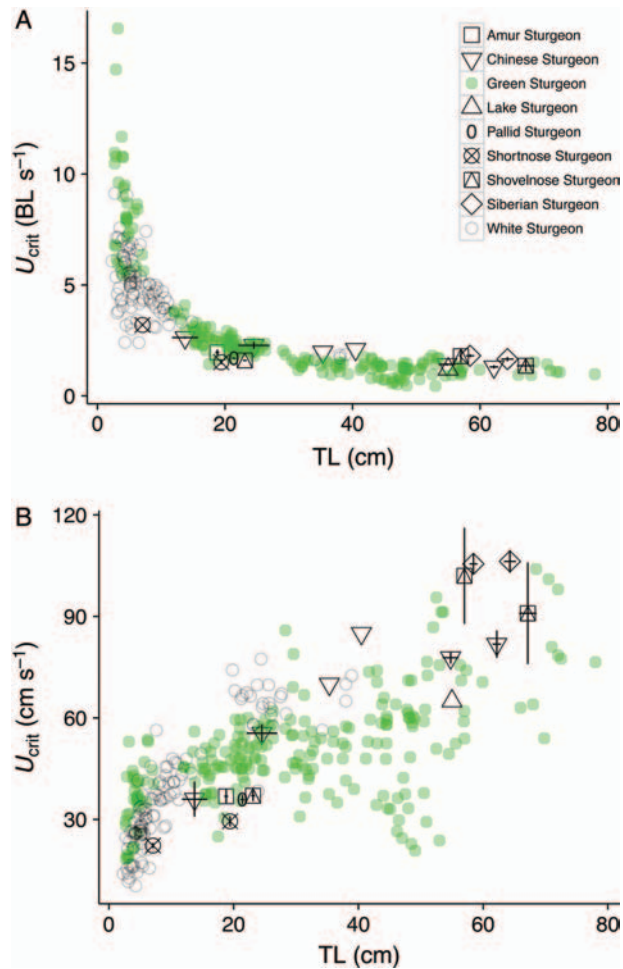 A
15
10
5
0
U_crit (BL s⁻¹)
0 20 40 60 80
TL (cm)
Amur Sturgeon
Chinese Sturgeon
Green Sturgeon
Lake Sturgeon
Pallid Sturgeon
Shortnose Sturgeon
Shovelnose Sturgeon
Siberian Sturgeon
White Sturgeon
B
120
90
60
30
U_crit (cm s⁻¹)
0 20 40 60 80
TL (cm)